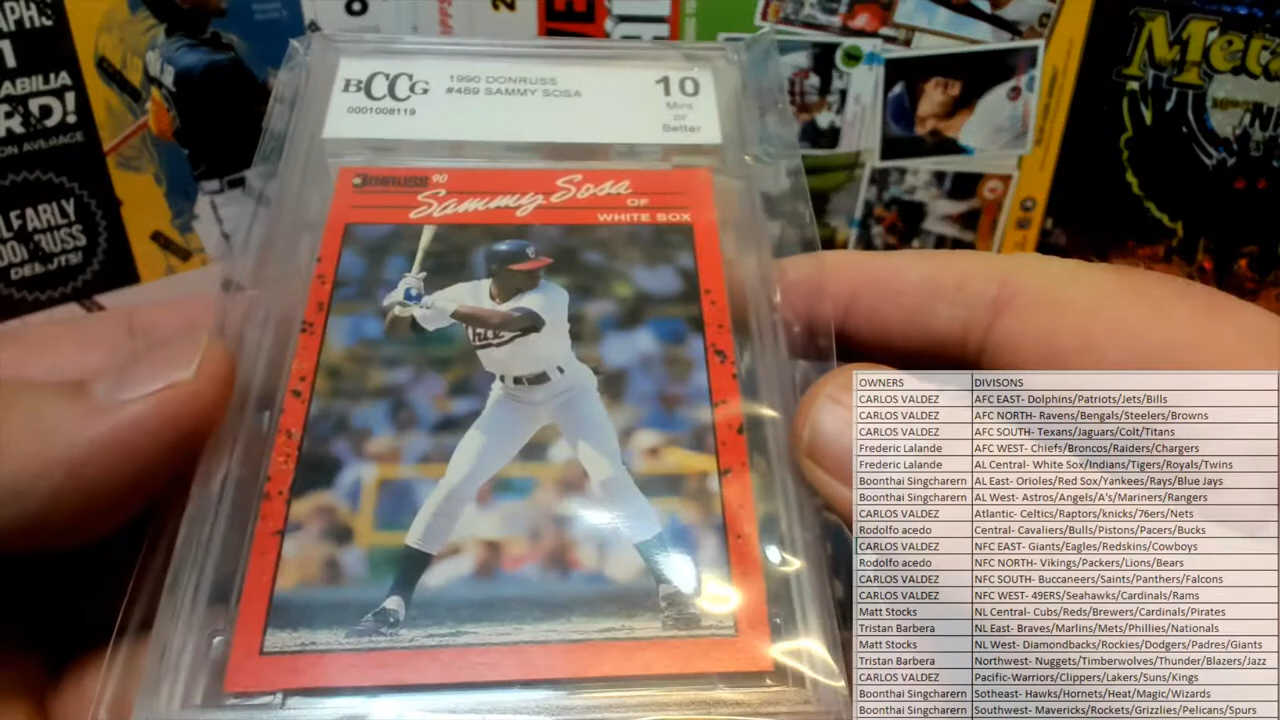 BCCG
1990 DONRUSS
#489 SAMMY SOSA
0001008119
10
Mint
or
Better
DONRUSS 90
Sammy Sosa
OF
WHITE SOX
ON AVERAGE
OWNERS DIVISONS
CARLOS VALDEZ AFC EAST- Dolphins/Patriots/Jets/Bills
CARLOS VALDEZ AFC NORTH- Ravens/Bengals/Steelers/Browns
CARLOS VALDEZ AFC SOUTH- Texans/Jaguars/Colt/Titans
Frederic Lalande AFC WEST- Chiefs/Broncos/Raiders/Chargers
Frederic Lalande AL Central- White Sox/Indians/Tigers/Royals/Twins
Boonthai Singcharern AL East- Orioles/Red Sox/Yankees/Rays/Blue Jays
Boonthai Singcharern AL West- Astros/Angels/A's/Mariners/Rangers
CARLOS VALDEZ Atlantic- Celtics/Raptors/knicks/76ers/Nets
Rodolfo acedo Central- Cavaliers/Bulls/Pistons/Pacers/Bucks
CARLOS VALDEZ NFC EAST- Giants/Eagles/Redskins/Cowboys
Rodolfo acedo NFC NORTH- Vikings/Packers/Lions/Bears
CARLOS VALDEZ NFC SOUTH- Buccaneers/Saints/Panthers/Falcons
CARLOS VALDEZ NFC WEST- 49ERS/Seahawks/Cardinals/Rams
Matt Stocks NL Central- Cubs/Reds/Brewers/Cardinals/Pirates
Tristan Barbera NL East- Braves/Marlins/Mets/Phillies/Nationals
Matt Stocks NL West- Diamondbacks/Rockies/Dodgers/Padres/Giants
Tristan Barbera Northwest- Nuggets/Timberwolves/Thunder/Blazers/Jazz
CARLOS VALDEZ Pacific-Warriors/Clippers/Lakers/Suns/Kings
Boonthai Singcharern Sotheast- Hawks/Hornets/Heat/Magic/Wizards
Boonthai Singcharern Southwest- Mavericks/Rockets/Grizzlies/Pelicans/Spurs